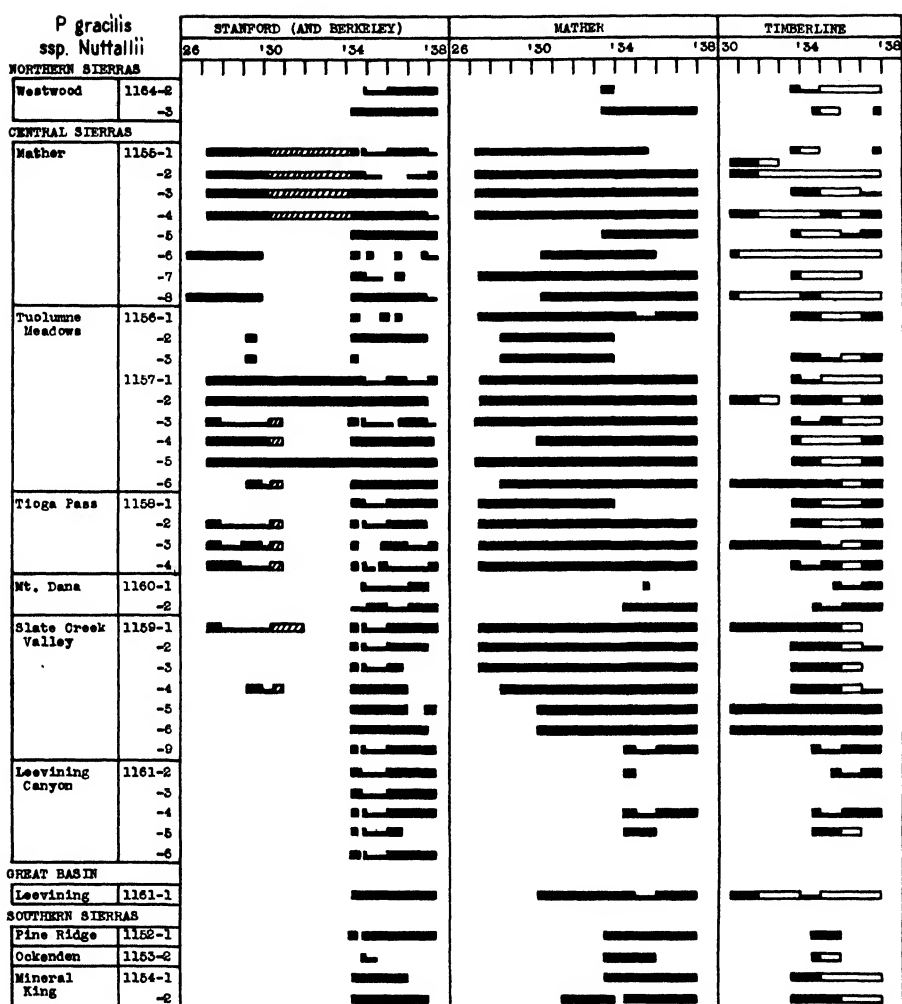 P gracilis
ssp. Nuttallii
STANFORD (AND BERKELEY) MATHER TIMBERLINE
26 '30 '34 '38 26 '30 '34 '38 30 '34 '38
NORTHERN SIERRAS
Westwood 1164-2
-3
CENTRAL SIERRAS
Mather 1155-1
-2
-3
-4
-5
-6
-7
-8
Tuolumne 1156-1
Meadows -2
-3
1157-1
-2
-3
-4
-5
-6
Tioga Pass 1158-1
-2
-3
-4
Mt. Dana 1160-1
-2
Slate Creek 1159-1
Valley -2
-3
-4
-5
-6
-9
Leevining 1161-2
Canyon -3
-4
-5
-6
GREAT BASIN
Leevining 1161-1
SOUTHERN SIERRAS
Pine Ridge 1152-1
Ockenden 1153-2
Mineral 1154-1
King -2